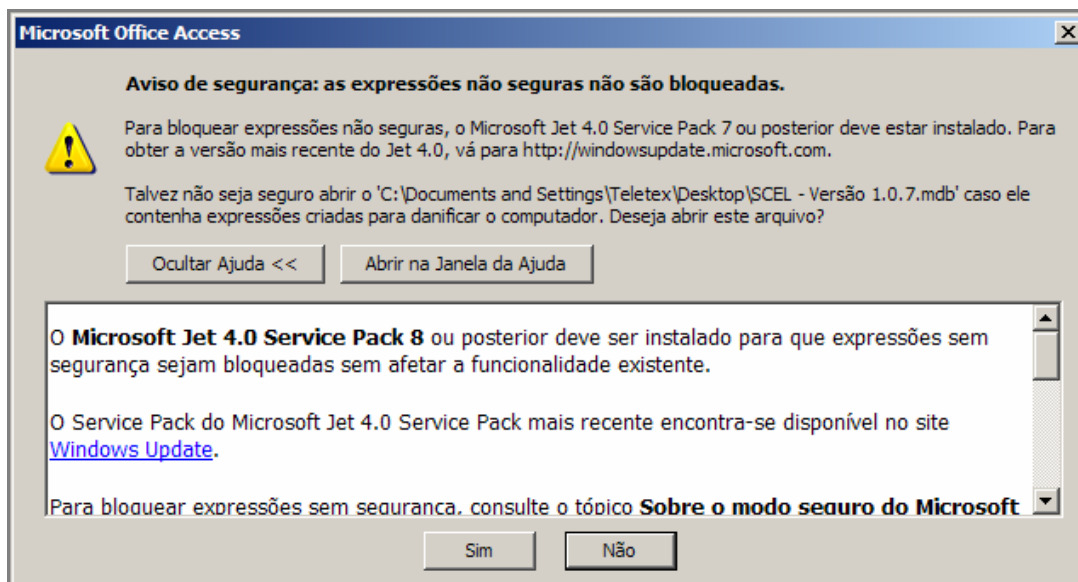 Microsoft Office Access
Aviso de segurança: as expressões não seguras não são bloqueadas.
Para bloquear expressões não seguras, o Microsoft Jet 4.0 Service Pack 7 ou posterior deve estar instalado. Para
obter a versão mais recente do Jet 4.0, vá para http://windowsupdate.microsoft.com.
Talvez não seja seguro abrir o 'C:\Documents and Settings\Teletex\Desktop\SCEL - Versão 1.0.7.mdb' caso ele
contenha expressões criadas para danificar o computador. Deseja abrir este arquivo?
Ocultar Ajuda << Abrir na Janela da Ajuda
O Microsoft Jet 4.0 Service Pack 8 ou posterior deve ser instalado para que expressões sem
segurança sejam bloqueadas sem afetar a funcionalidade existente.
O Service Pack do Microsoft Jet 4.0 Service Pack mais recente encontra-se disponível no site
Windows Update.
Para bloquear expressões sem segurança, consulte o tópico Sobre o modo seguro do Microsoft
Sim Não